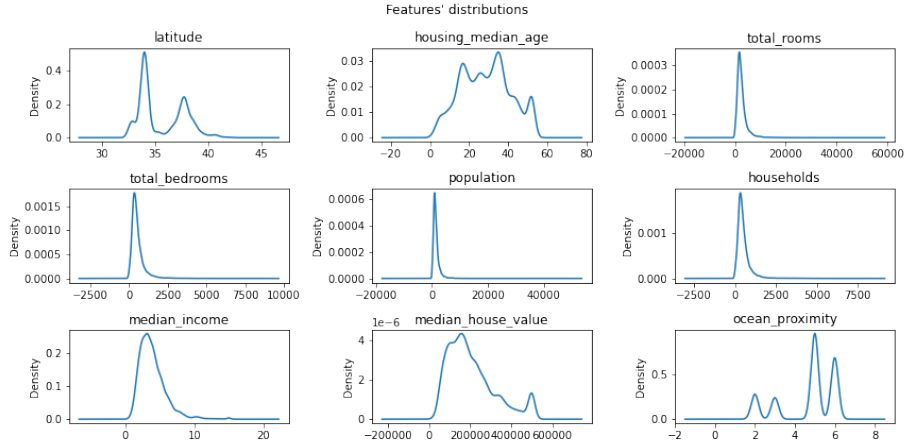 Features' distributions
latitude
housing_median_age
total_rooms
Density
0.4
0.2
0.0
30 35 40 45
Density
0.03
0.02
0.01
0.00
−20 0 20 40 60 80
Density
0.0003
0.0002
0.0001
0.0000
−20000 0 20000 40000 60000
total_bedrooms
population
households
Density
0.0015
0.0010
0.0005
0.0000
−2500 0 2500 5000 7500 10000
Density
0.0006
0.0004
0.0002
0.0000
−20000 0 20000 40000
Density
0.001
0.000
−2500 0 2500 5000 7500
median_income
median_house_value
ocean_proximity
Density
0.2
0.1
0.0
0 10 20
1e−6
Density
4
2
0
−200000 0 200000 400000 600000
Density
0.5
0.0
−2 0 2 4 6 8